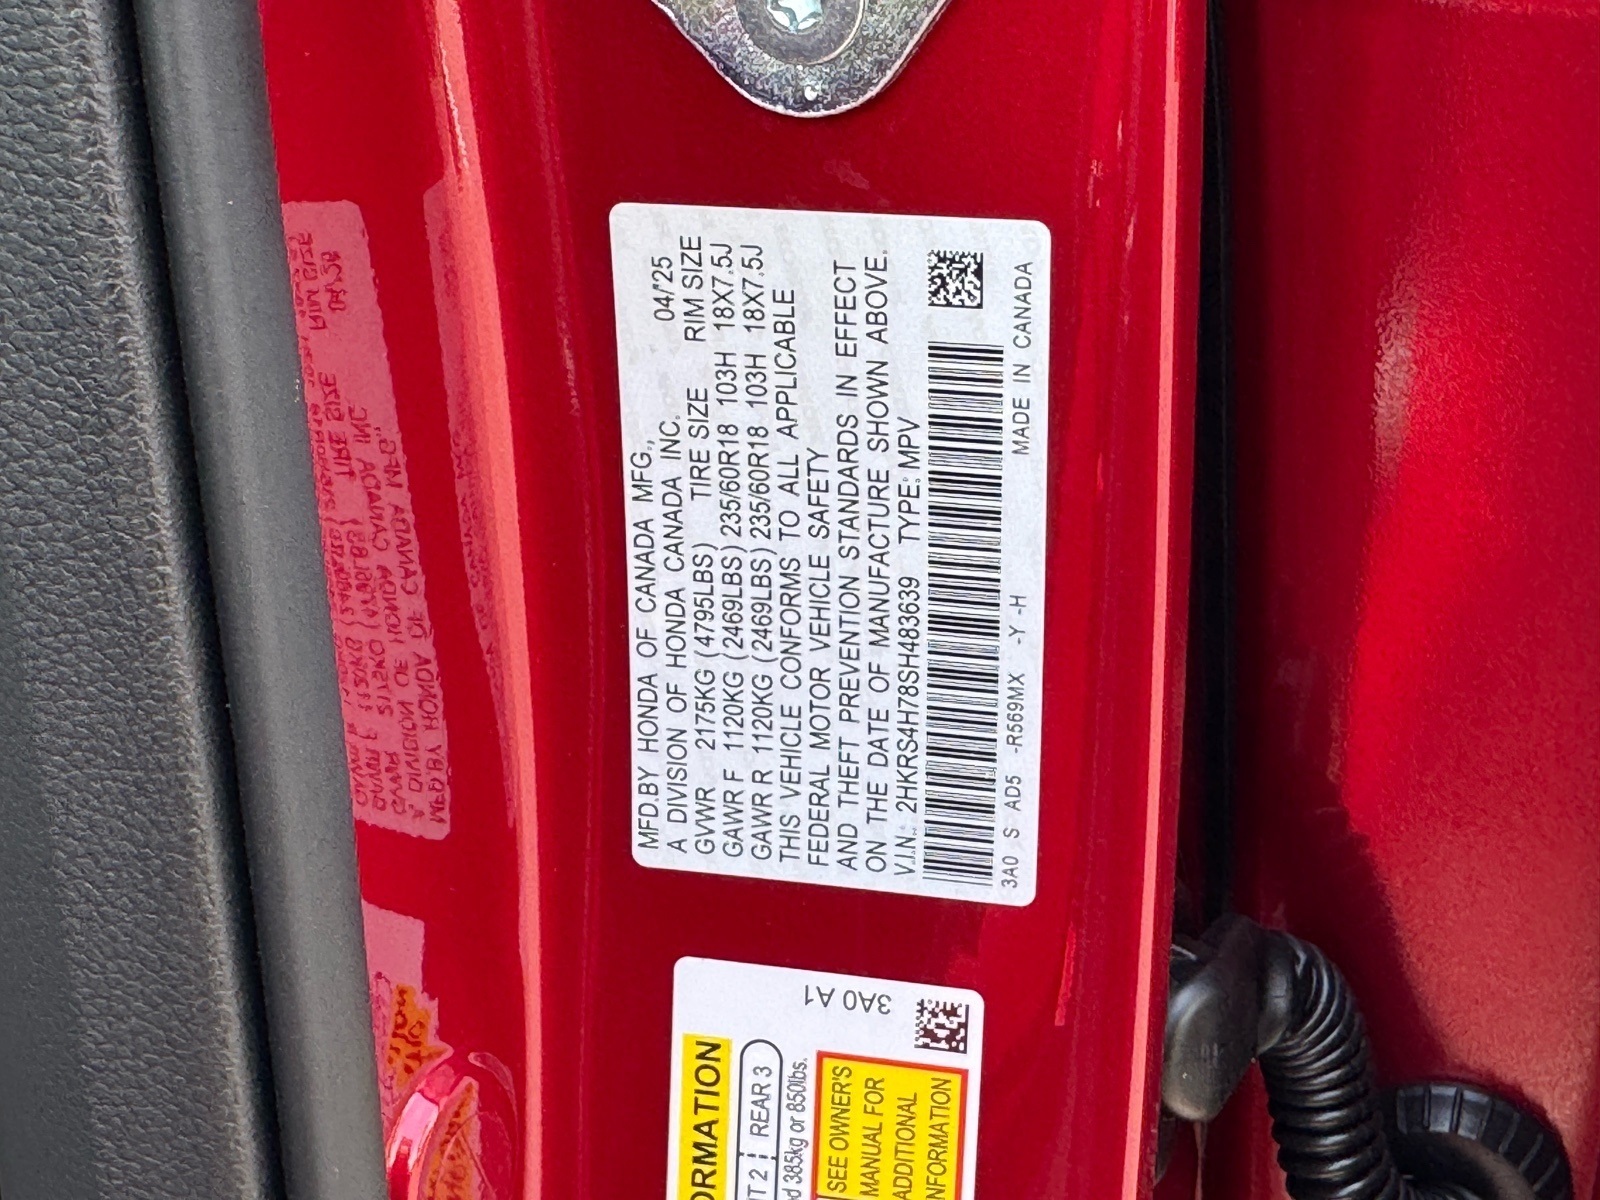 MFD.BY HONDA OF CANADA MFG.,
A DIVISION OF HONDA CANADA INC. 04/'25
GVWR 2175KG (4795LBS) TIRE SIZE RIM SIZE
GAWR F 1120KG (2469LBS) 235/60R18 103H 18X7.5J
GAWR R 1120KG (2469LBS) 235/60R18 103H 18X7.5J
THIS VEHICLE CONFORMS TO ALL APPLICABLE
FEDERAL MOTOR VEHICLE SAFETY
AND THEFT PREVENTION STANDARDS IN EFFECT
ON THE DATE OF MANUFACTURE SHOWN ABOVE.
V.I.N.: 2HKRS4H78SH483639 TYPE: MPV
3A0 S AD5 -R569MX -Y -H MADE IN CANADA
3A0 A1
REAR 3
385kg or 850lbs.
SEE OWNER'S
MANUAL FOR
ADDITIONAL
INFORMATION